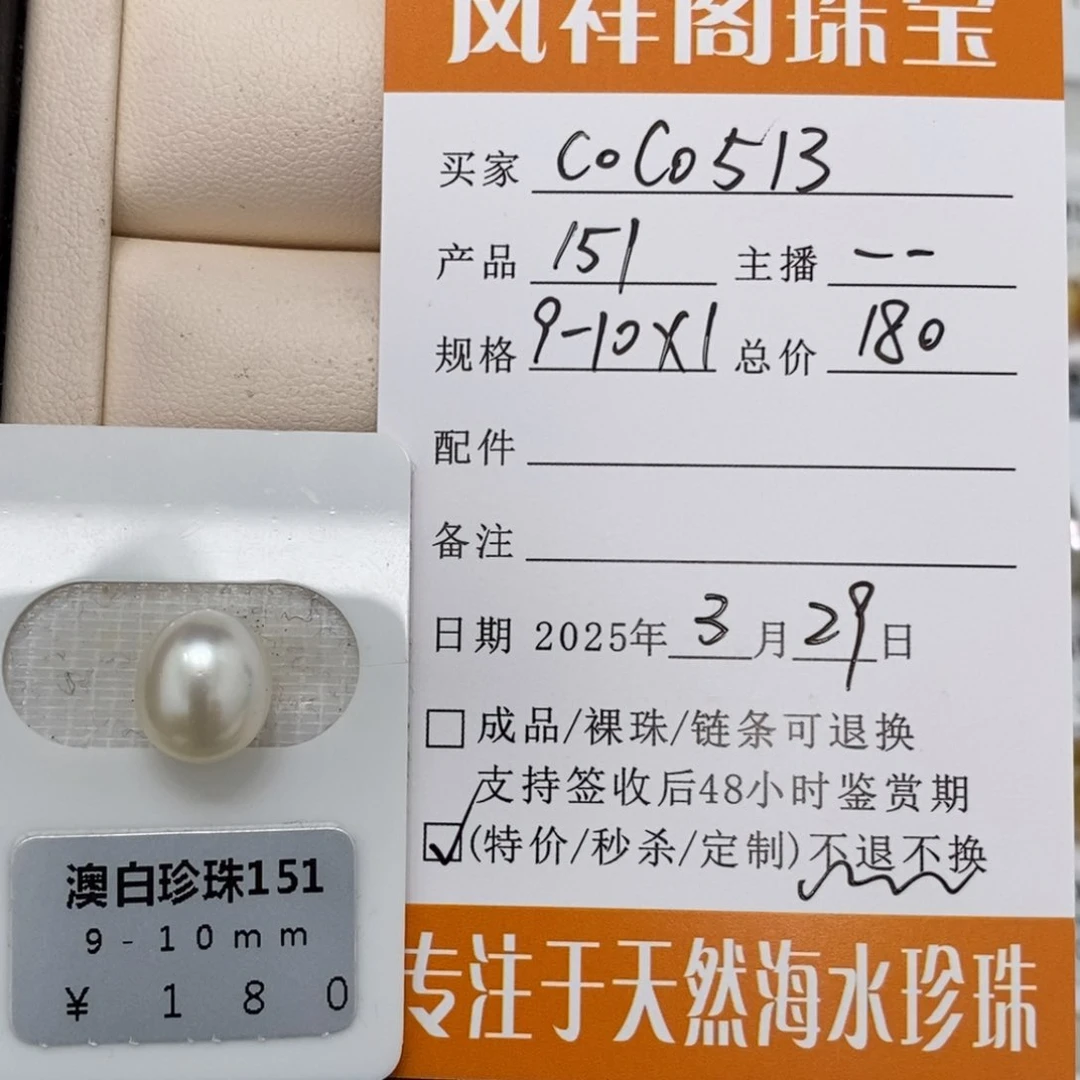 风祥阁珠宝
买家 CoCo513
产品 151 主播 --
规格 9-10X1 总价 180
配件
备注
日期 2025年 3 月 29 日
成品/裸珠/链条可退换
支持签收后48小时鉴赏期
(特价/秒杀/定制)不退不换
专注于天然海水珍珠
澳白珍珠151
9-10mm
¥ 180